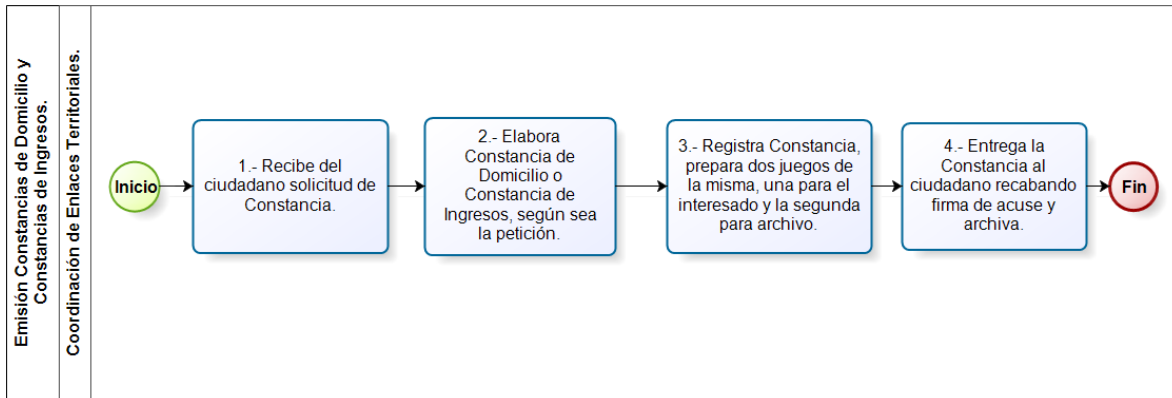 Emisión Constancias de Domicilio y
Constancias de Ingresos.
Coordinación de Enlaces Territoriales.
Inicio
1.- Recibe del
ciudadano solicitud de
Constancia.
2.- Elabora
Constancia de
Domicilio o
Constancia de
Ingresos, según sea
la petición.
3.- Registra Constancia,
prepara dos juegos de
la misma, una para el
interesado y la segunda
para archivo.
4.- Entrega la
Constancia al
ciudadano recabando
firma de acuse y
archiva.
Fin